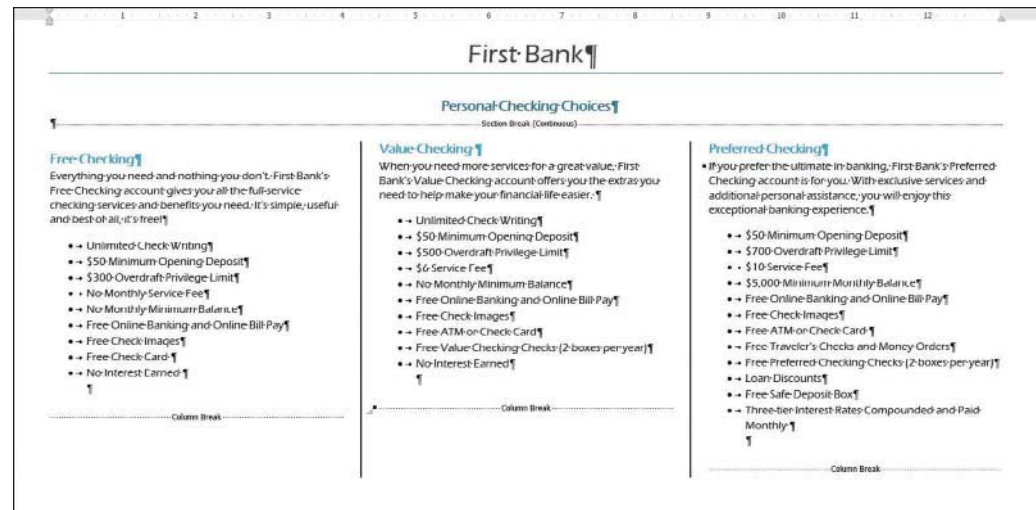 1 2 3 4 5 6 7 8 9 10 11 12
First Bank¶
Personal Checking Choices¶
¶ Section Break (Continuous)
Free Checking¶
Everything you need and nothing you don't. First Bank's
Free Checking account gives you all the full-service
checking services and benefits you need. It's simple, useful
and best of all, it's free!¶
• → Unlimited Check Writing¶
• → $50 Minimum Opening Deposit¶
• → $300 Overdraft Privilege Limit¶
• → No Monthly Service Fee¶
• → No Monthly Minimum Balance¶
• → Free Online Banking and Online Bill Pay¶
• → Free Check Images¶
• → Free Check Card ¶
• → No Interest Earned ¶
¶
Column Break
Value Checking ¶
When you need more services for a great value, First
Bank's Value Checking account offers you the extras you
need to help make your financial life easier. ¶
• → Unlimited Check Writing¶
• → $50 Minimum Opening Deposit¶
• → $500 Overdraft Privilege Limit¶
• → $6 Service Fee¶
• → No Monthly Minimum Balance¶
• → Free Online Banking and Online Bill Pay¶
• → Free Check Images¶
• → Free ATM or Check Card¶
• → Free Value Checking Checks (2 boxes per year)¶
• → No Interest Earned¶
¶
Column Break
Preferred Checking¶
If you prefer the ultimate in banking, First Bank's Preferred
Checking account is for you. With exclusive services and
additional personal assistance, you will enjoy this
exceptional banking experience.¶
• → $50 Minimum Opening Deposit¶
• → $700 Overdraft Privilege Limit¶
• → $10 Service Fee¶
• → $5,000 Minimum Monthly Balance¶
• → Free Online Banking and Online Bill Pay¶
• → Free Check Images¶
• → Free ATM or Check Card ¶
• → Free Traveler's Checks and Money Orders¶
• → Free Preferred Checking Checks (2 boxes per year)¶
• → Loan Discounts¶
• → Free Safe Deposit Box¶
• → Three-tier Interest Rates Compounded and Paid
Monthly ¶
¶
Column Break